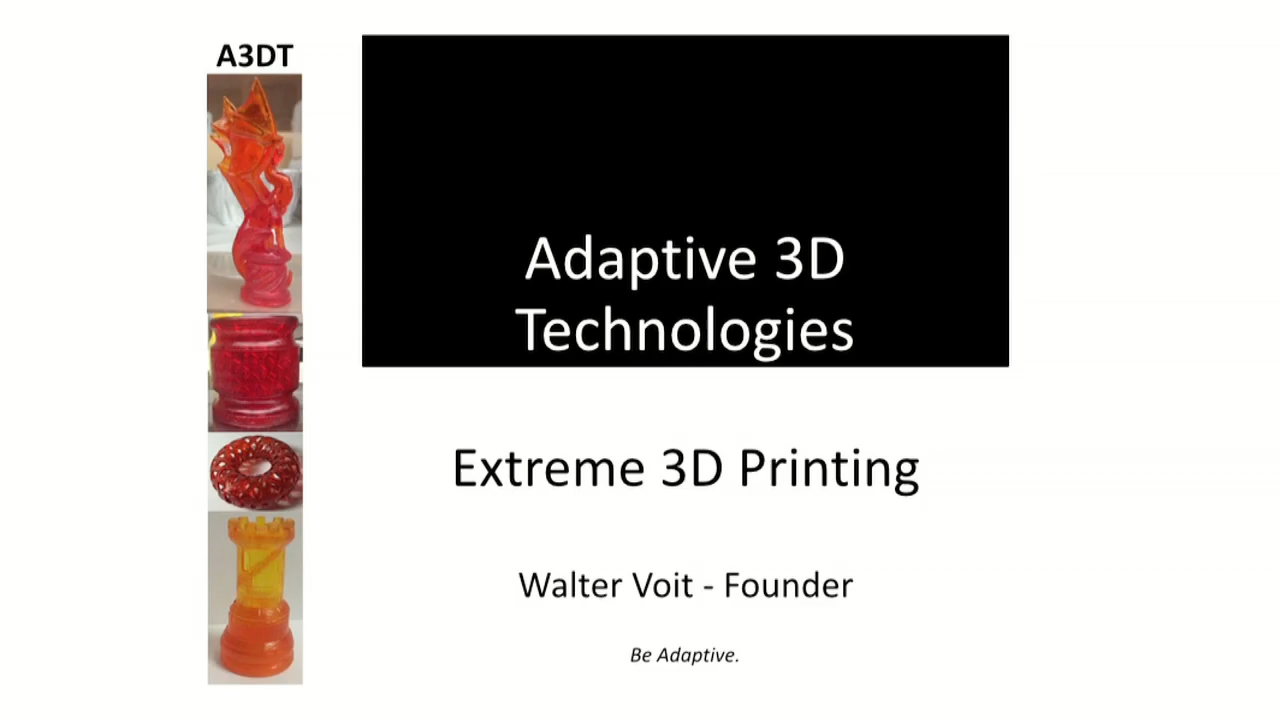 A3DT
Adaptive 3D
Technologies
Extreme 3D Printing
Walter Voit - Founder
Be Adaptive.